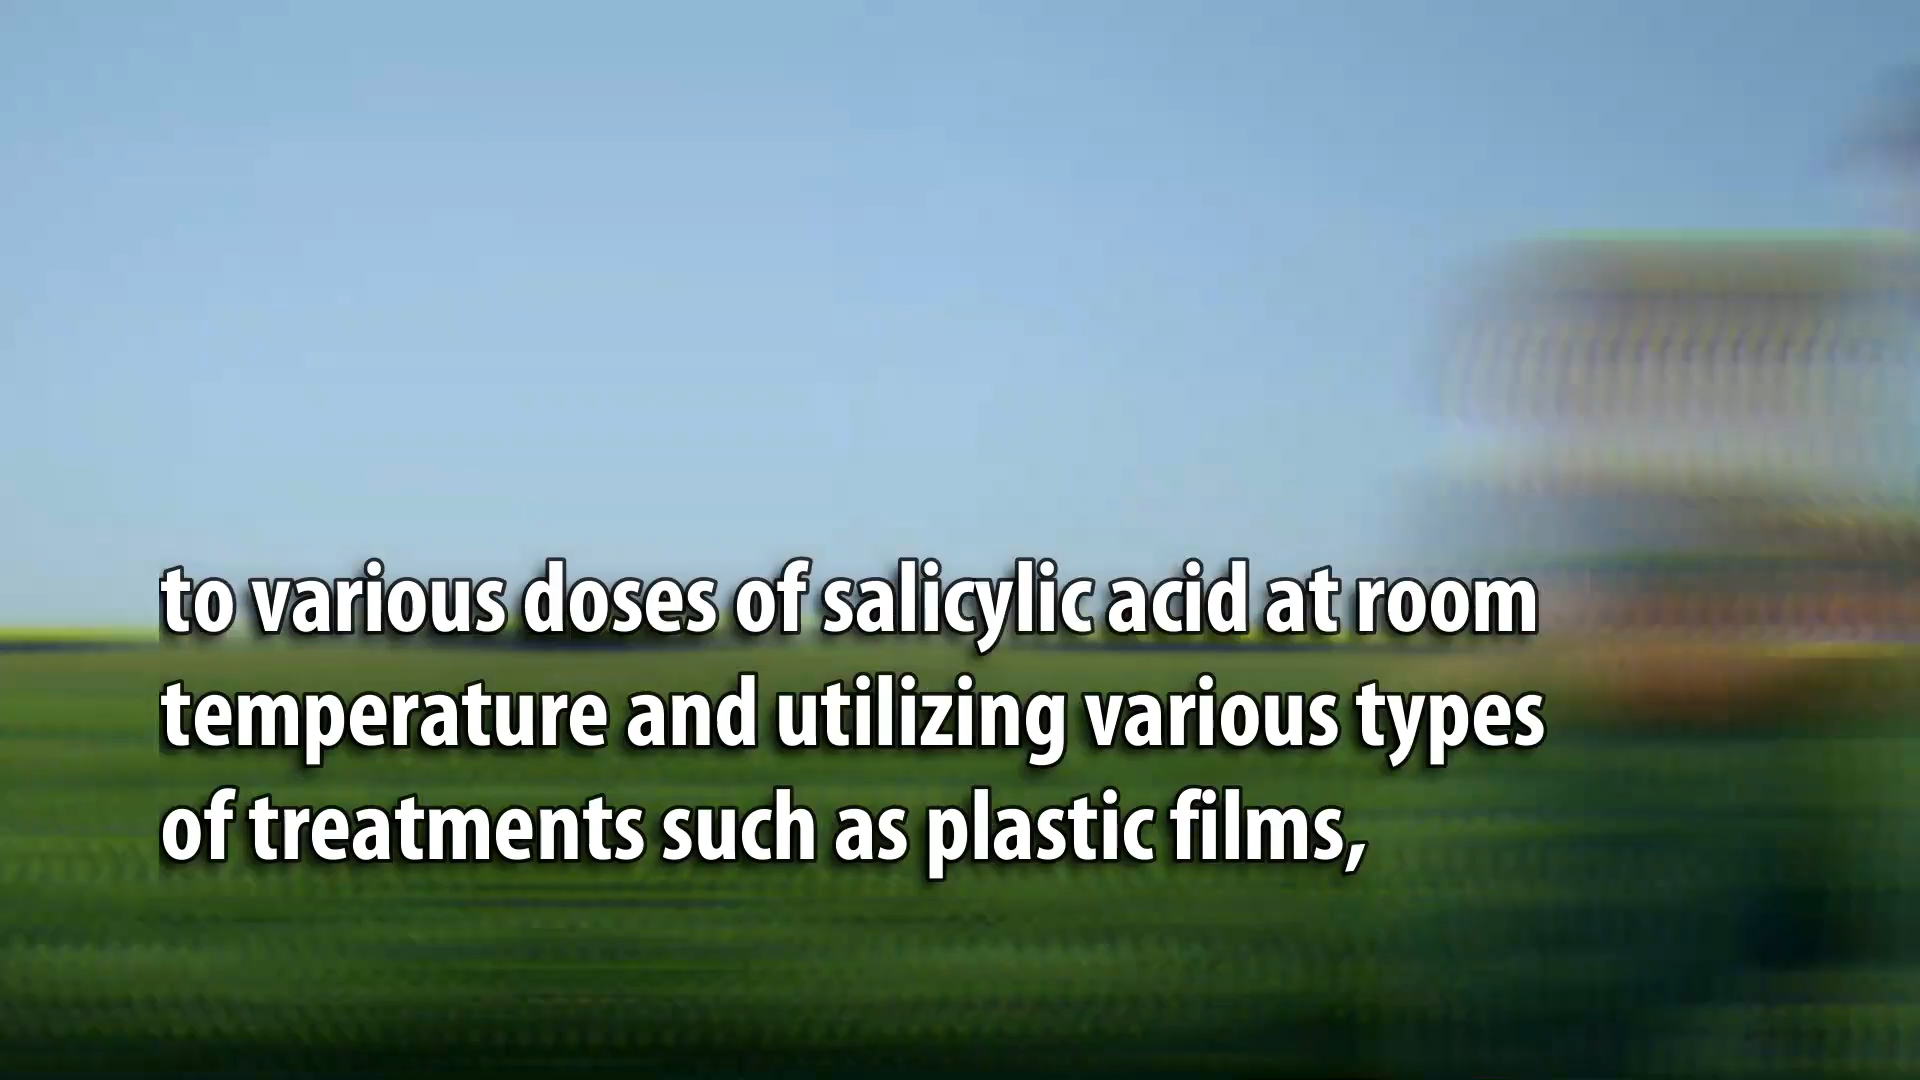 to various doses of salicylic acid at room
temperature and utilizing various types
of treatments such as plastic films,